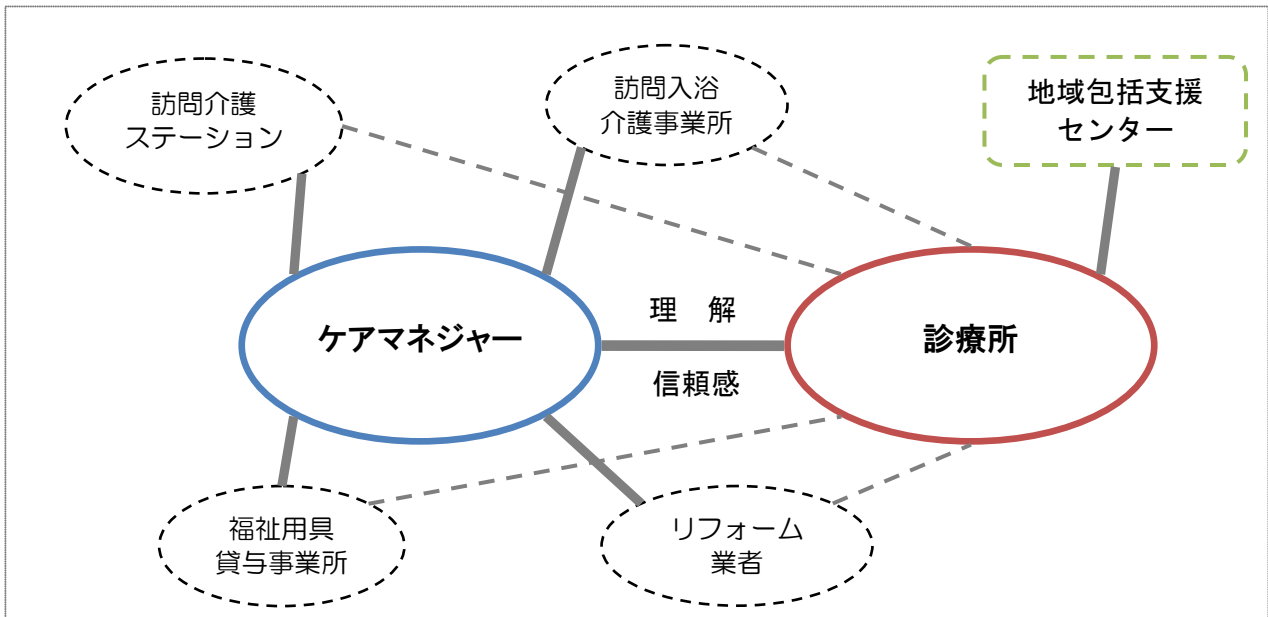 訪問介護
ステーション
訪問入浴
介護事業所
地域包括支援
センター
ケアマネジャー
理　解
信頼感
診療所
福祉用具
貸与事業所
リフォーム
業者